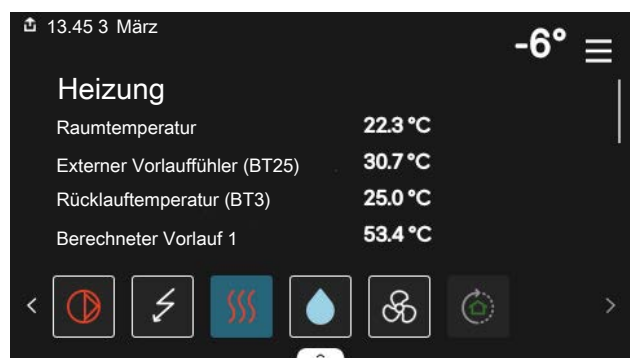 13.45 3 März
-6°
Heizung
Raumtemperatur 22.3 °C
Externer Vorlauffühler (BT25) 30.7 °C
Rücklauftemperatur (BT3) 25.0 °C
Berechneter Vorlauf 1 53.4 °C